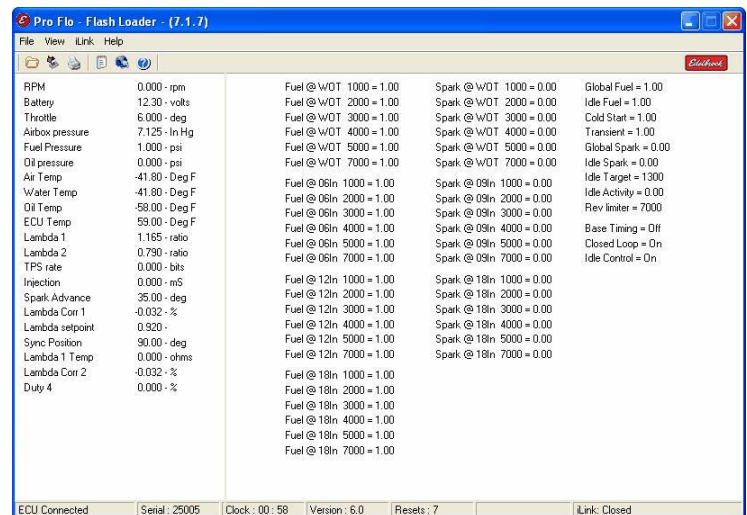 Pro Flo - Flash Loader - (7.1.7)
File View iLink Help
Edelbrock
RPM 0.000 - rpm
Battery 12.30 - volts
Throttle 6.000 - deg
Airbox pressure 7.125 - In Hg
Fuel Pressure 1.000 - psi
Oil pressure 0.000 - psi
Air Temp -41.80 - Deg F
Water Temp -41.80 - Deg F
Oil Temp -58.00 - Deg F
ECU Temp 59.00 - Deg F
Lambda 1 1.165 - ratio
Lambda 2 0.790 - ratio
TPS rate 0.000 - bits
Injection 0.000 - mS
Spark Advance 35.00 - deg
Lambda Corr 1 -0.032 - %
Lambda setpoint 0.920 -
Sync Position 90.00 - deg
Lambda 1 Temp 0.000 - ohms
Lambda Corr 2 -0.032 - %
Duty 4 0.000 - %
Fuel @ WOT 1000 = 1.00
Fuel @ WOT 2000 = 1.00
Fuel @ WOT 3000 = 1.00
Fuel @ WOT 4000 = 1.00
Fuel @ WOT 5000 = 1.00
Fuel @ WOT 7000 = 1.00
Fuel @ 06In 1000 = 1.00
Fuel @ 06In 2000 = 1.00
Fuel @ 06In 3000 = 1.00
Fuel @ 06In 4000 = 1.00
Fuel @ 06In 5000 = 1.00
Fuel @ 06In 7000 = 1.00
Fuel @ 12In 1000 = 1.00
Fuel @ 12In 2000 = 1.00
Fuel @ 12In 3000 = 1.00
Fuel @ 12In 4000 = 1.00
Fuel @ 12In 5000 = 1.00
Fuel @ 12In 7000 = 1.00
Fuel @ 18In 1000 = 1.00
Fuel @ 18In 2000 = 1.00
Fuel @ 18In 3000 = 1.00
Fuel @ 18In 4000 = 1.00
Fuel @ 18In 5000 = 1.00
Fuel @ 18In 7000 = 1.00
Spark @ WOT 1000 = 0.00
Spark @ WOT 2000 = 0.00
Spark @ WOT 3000 = 0.00
Spark @ WOT 4000 = 0.00
Spark @ WOT 5000 = 0.00
Spark @ WOT 7000 = 0.00
Spark @ 09In 1000 = 0.00
Spark @ 09In 2000 = 0.00
Spark @ 09In 3000 = 0.00
Spark @ 09In 4000 = 0.00
Spark @ 09In 5000 = 0.00
Spark @ 09In 7000 = 0.00
Spark @ 18In 1000 = 0.00
Spark @ 18In 2000 = 0.00
Spark @ 18In 3000 = 0.00
Spark @ 18In 4000 = 0.00
Spark @ 18In 5000 = 0.00
Spark @ 18In 7000 = 0.00
Global Fuel = 1.00
Idle Fuel = 1.00
Cold Start = 1.00
Transient = 1.00
Global Spark = 0.00
Idle Spark = 0.00
Idle Target = 1300
Idle Activity = 0.00
Rev limiter = 7000
Base Timing = Off
Closed Loop = On
Idle Control = On
ECU Connected Serial : 25005 Clock : 00 : 58 Version : 6.0 Resets : 7 iLink: Closed